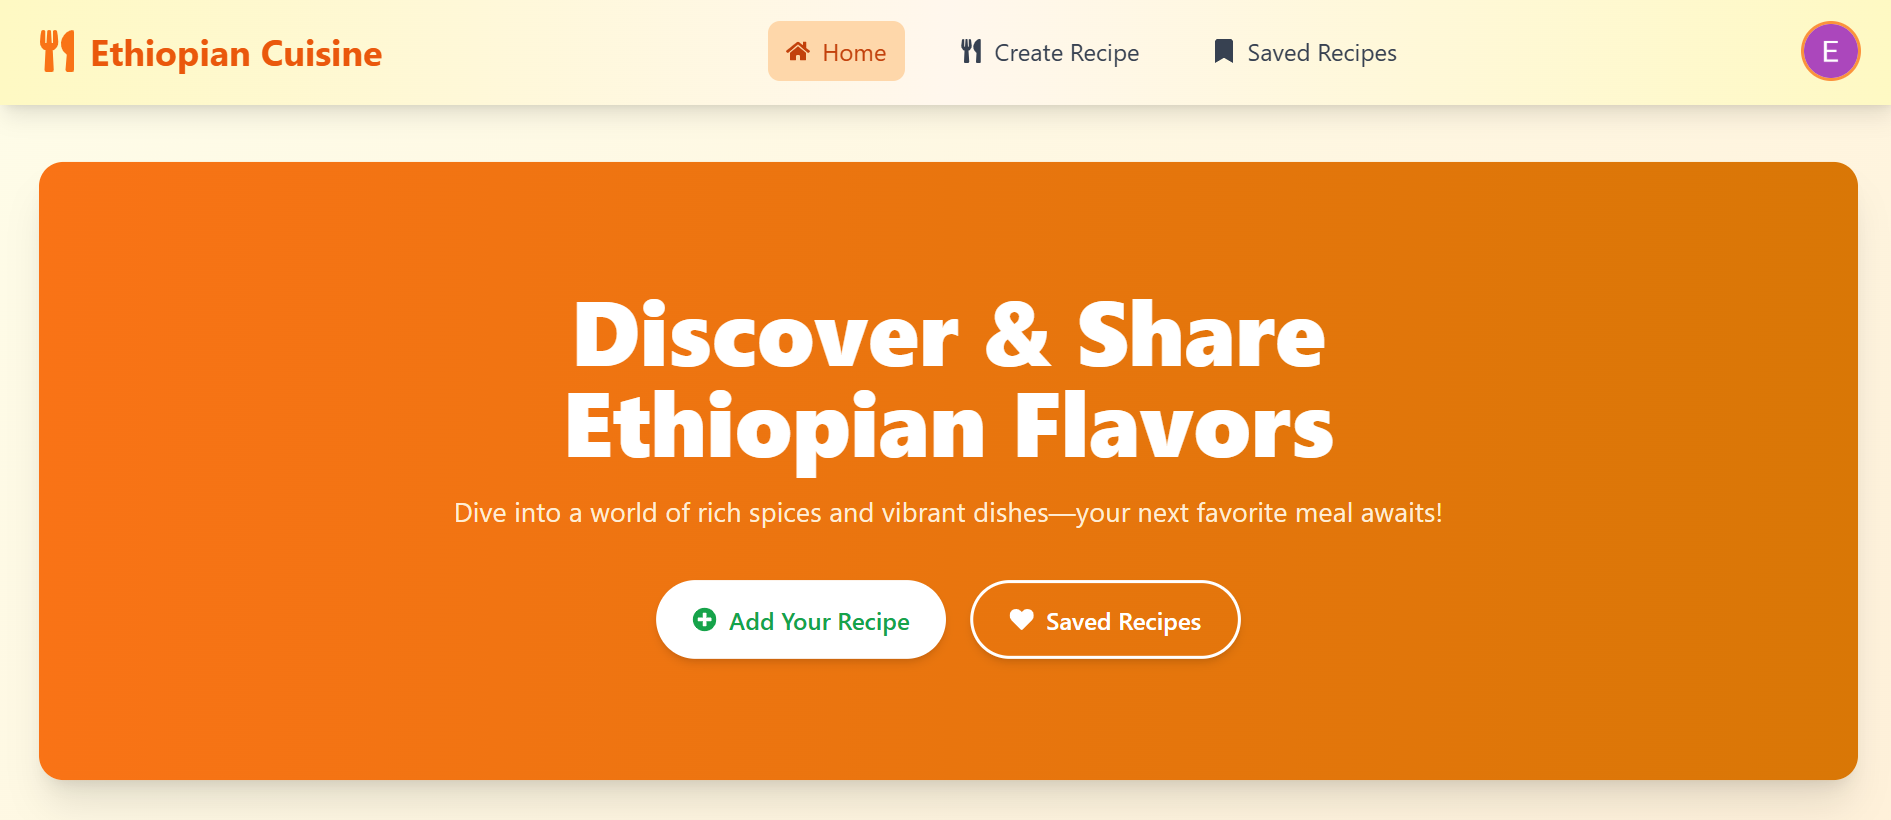 Ethiopian Cuisine
Home
Create Recipe
Saved Recipes
E
Discover & Share
Ethiopian Flavors
Dive into a world of rich spices and vibrant dishes—your next favorite meal awaits!
Add Your Recipe
Saved Recipes